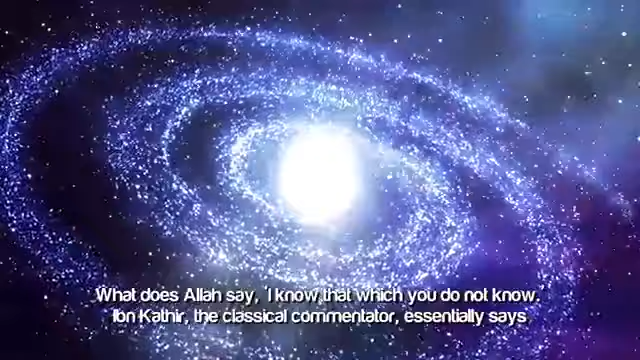 What does Allah say, 'I know that which you do not know.'
Ibn Kathir, the classical commentator, essentially says